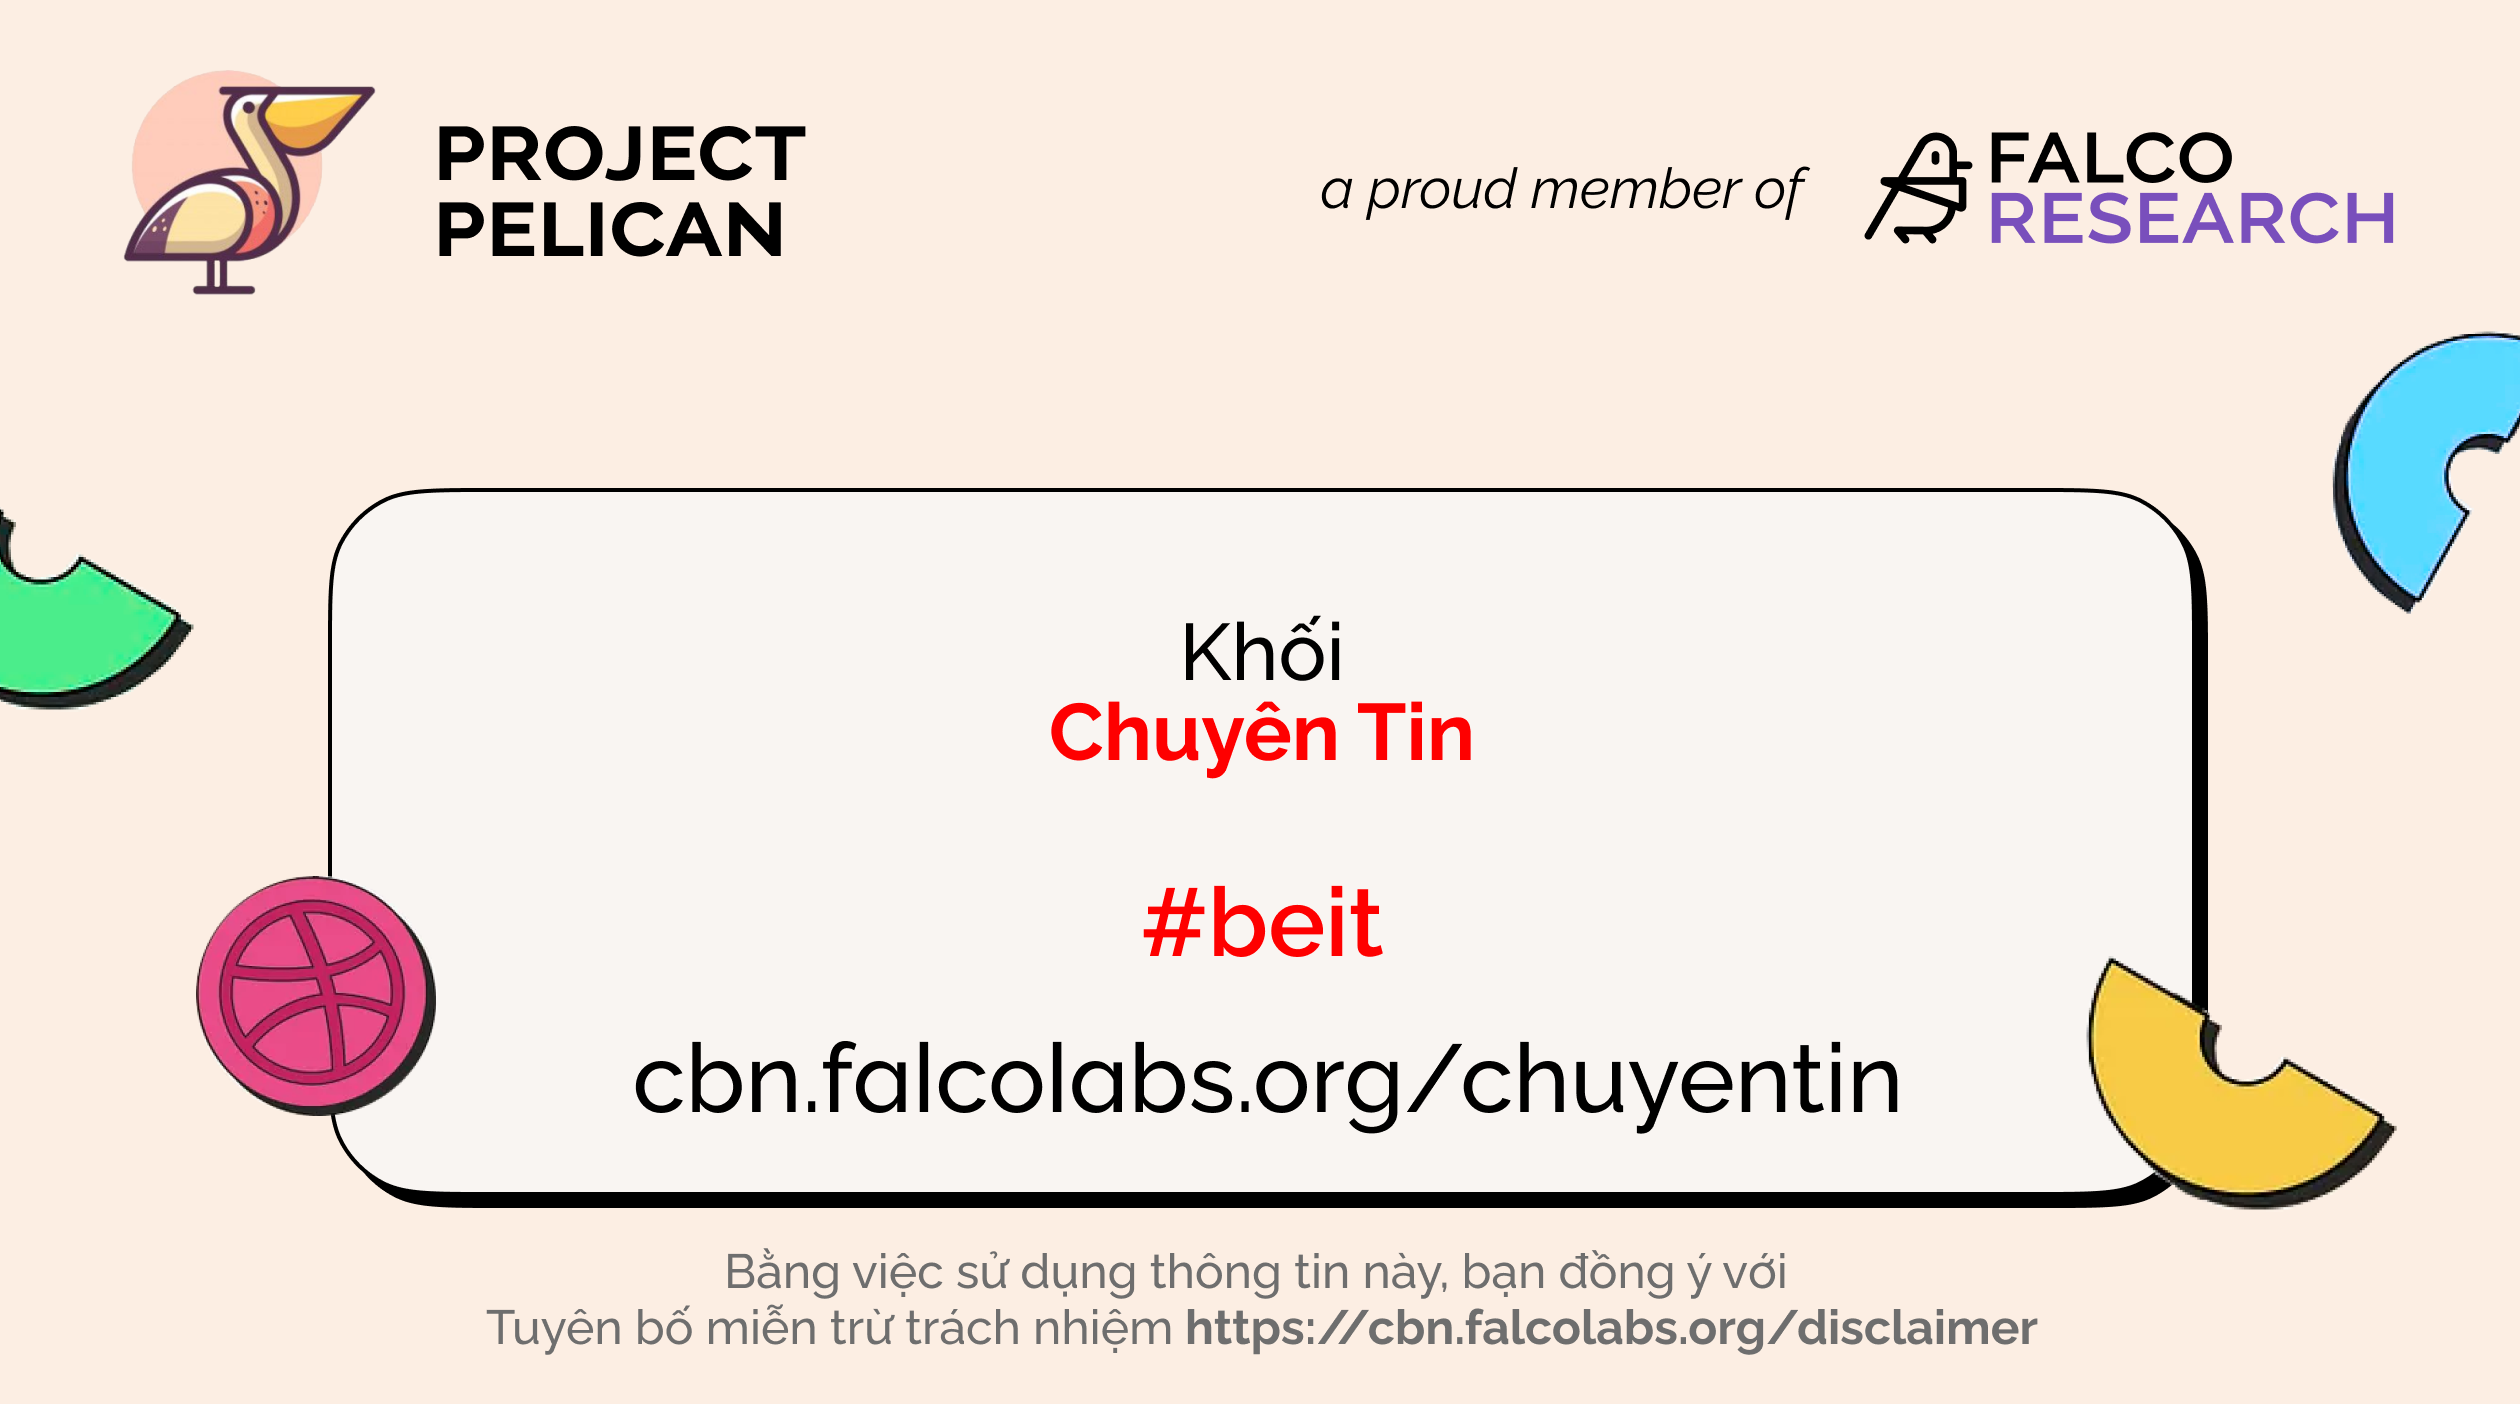 PROJECT
PELICAN
a proud member of
FALCO
RESEARCH
Khối
Chuyên Tin
#beit
cbn.falcolabs.org/chuyentin
Bằng việc sử dụng thông tin này, bạn đồng ý với
Tuyên bố miễn trừ trách nhiệm https://cbn.falcolabs.org/disclaimer